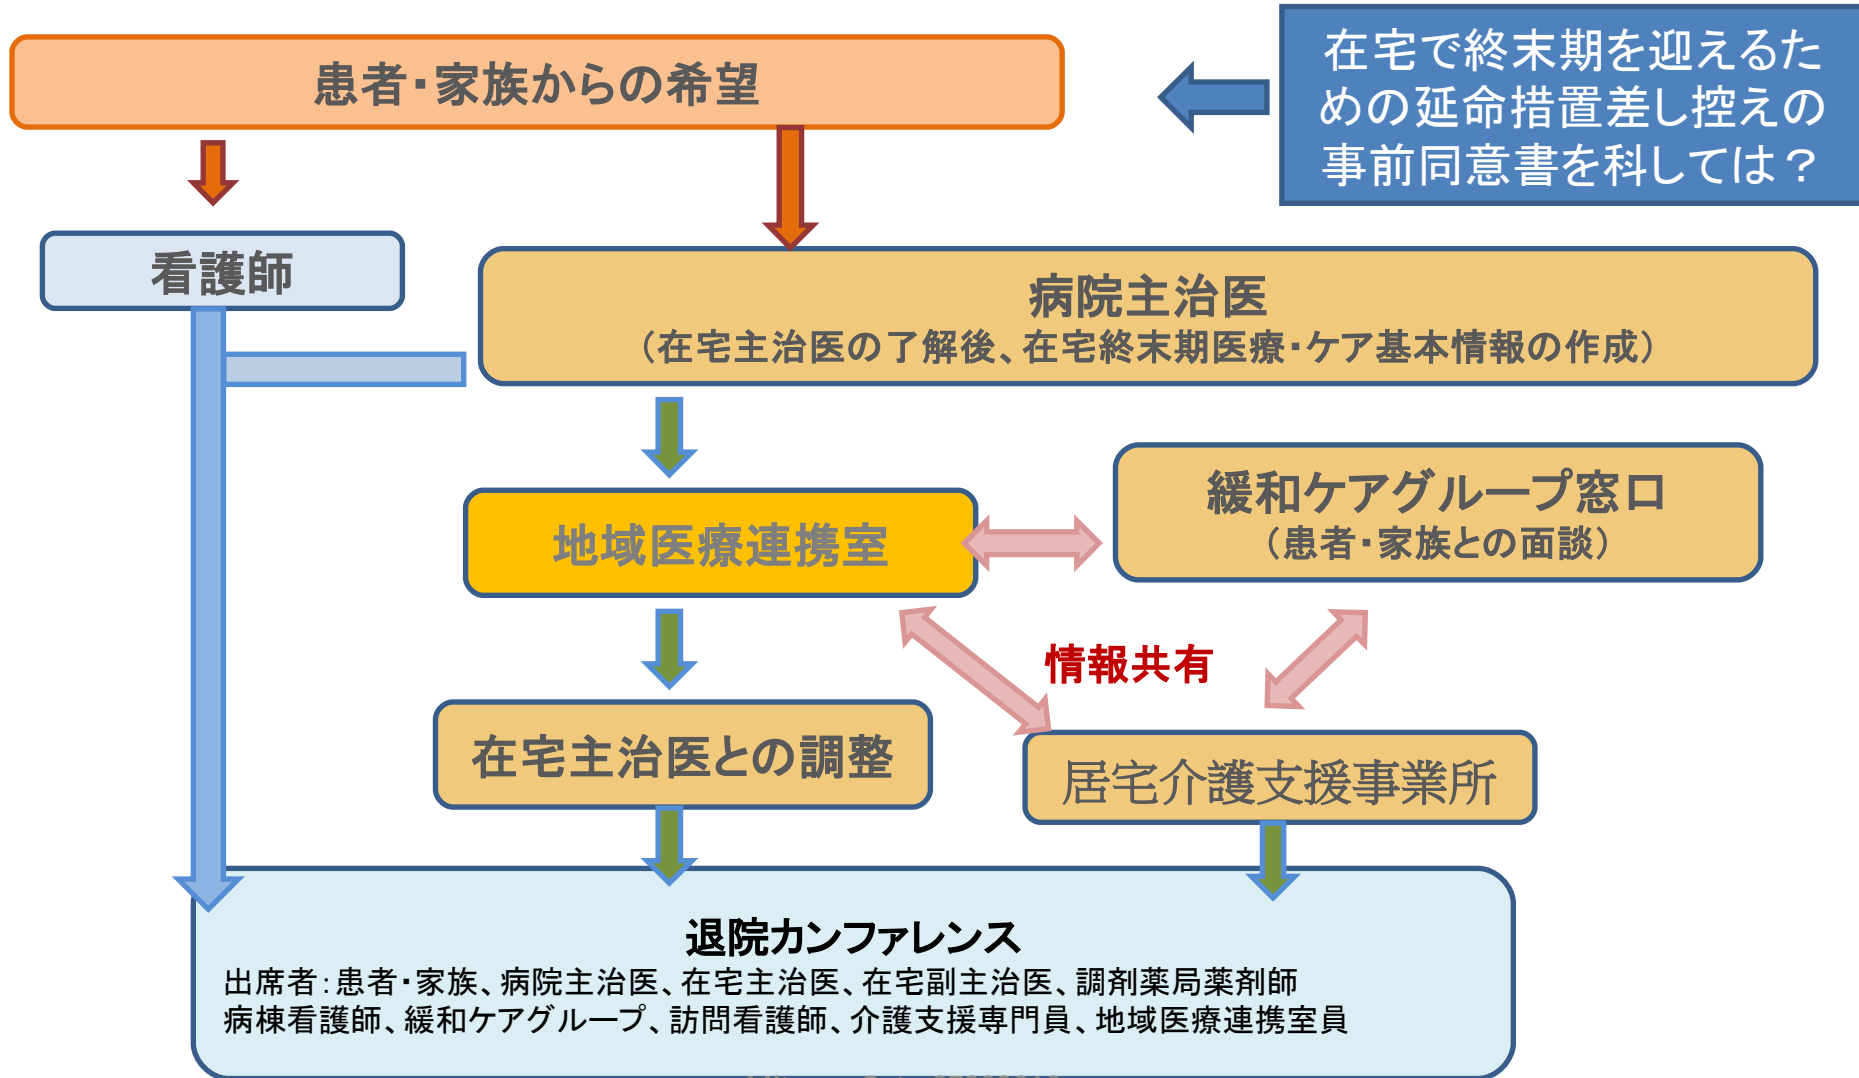 患者・家族からの希望
在宅で終末期を迎えるた
めの延命措置差し控えの
事前同意書を科しては？
看護師
病院主治医
（在宅主治医の了解後、在宅終末期医療・ケア基本情報の作成）
地域医療連携室
緩和ケアグループ窓口
（患者・家族との面談）
情報共有
在宅主治医との調整
居宅介護支援事業所
退院カンファレンス
出席者：患者・家族、病院主治医、在宅主治医、在宅副主治医、調剤薬局薬剤師
病棟看護師、緩和ケアグループ、訪問看護師、介護支援専門員、地域医療連携室員